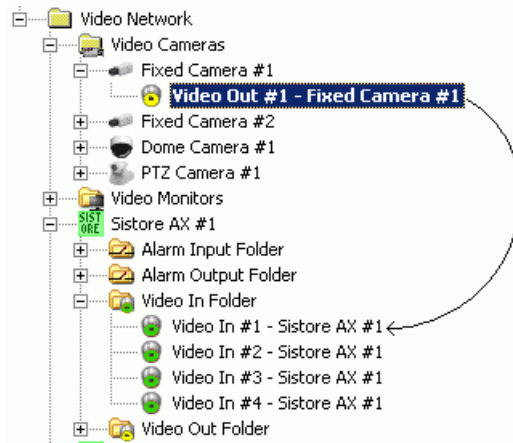 Video Network
Video Cameras
Fixed Camera #1
Video Out #1 - Fixed Camera #1
Fixed Camera #2
Dome Camera #1
PTZ Camera #1
Video Monitors
SIST
ORE
Sistore AX #1
Alarm Input Folder
Alarm Output Folder
Video In Folder
Video In #1 - Sistore AX #1
Video In #2 - Sistore AX #1
Video In #3 - Sistore AX #1
Video In #4 - Sistore AX #1
Video Out Folder